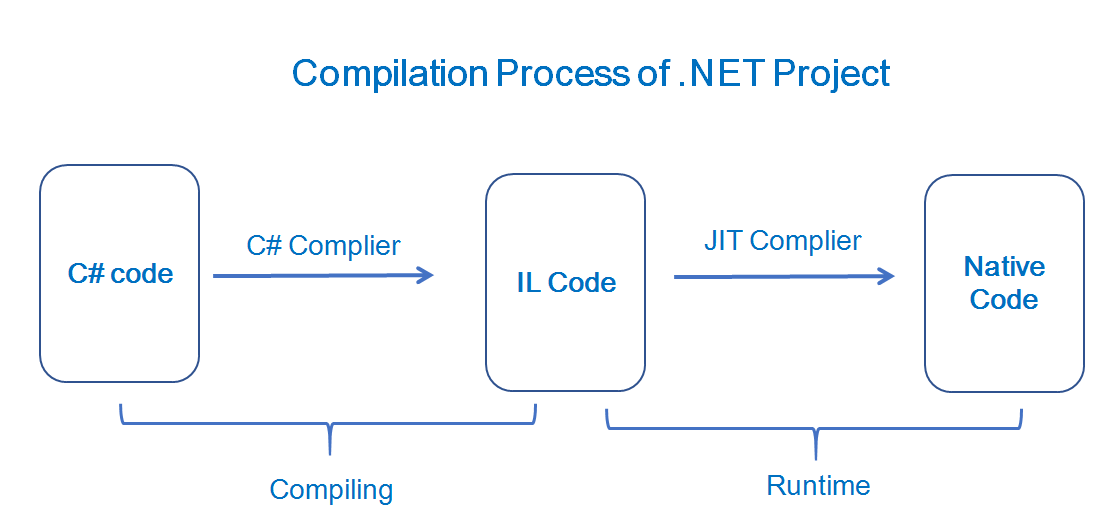 Compilation Process of .NET Project
C# code
C# Complier
IL Code
JIT Complier
Native
Code
Compiling
Runtime